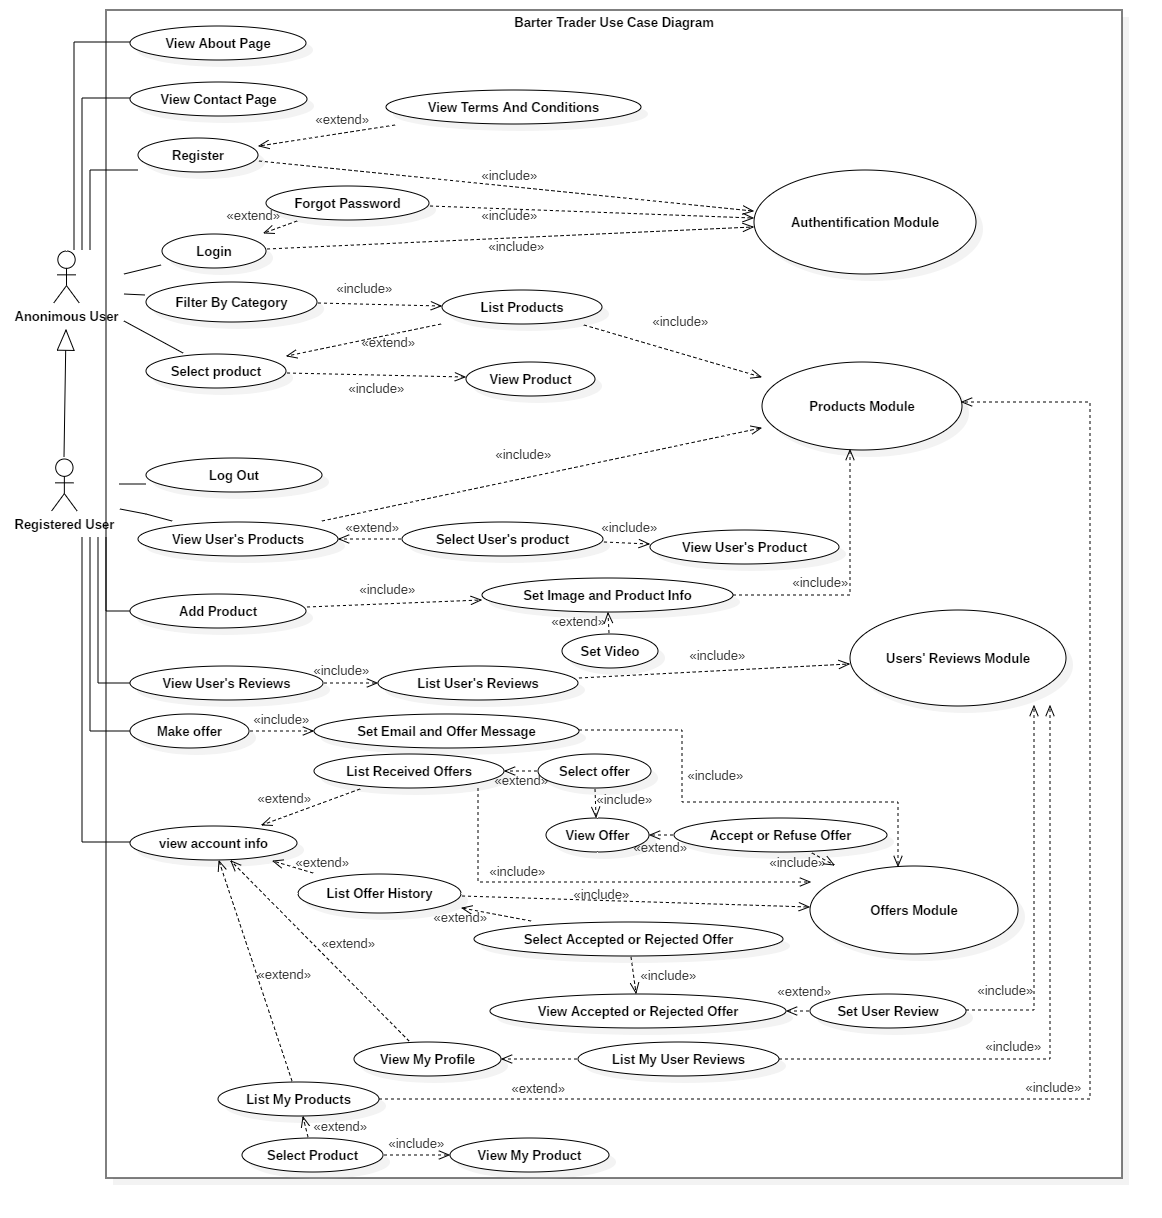 Barter Trader Use Case Diagram
View About Page
View Contact Page
View Terms And Conditions
«extend»
Register
«include»
Forgot Password
«extend»
«include»
Authentification Module
Login
«include»
Anonimous User
Filter By Category
«include»
List Products
«include»
«extend»
Select product
«include»
View Product
Products Module
«include»
Log Out
Registered User
View User's Products
«extend»
Select User's product
«include»
View User's Product
«include»
Add Product
«include»
Set Image and Product Info
«extend»
Set Video
Users' Reviews Module
«include»
View User's Reviews
«include»
List User's Reviews
Make offer
«include»
Set Email and Offer Message
«include»
List Received Offers
«extend»
Select offer
«extend»
«include»
view account info
View Offer
«extend»
Accept or Refuse Offer
«include»
«extend»
«include»
List Offer History
«include»
Offers Module
«extend»
Select Accepted or Rejected Offer
«extend»
«extend»
«include»
«extend»
«include»
View Accepted or Rejected Offer
Set User Review
«include»
View My Profile
List My User Reviews
«extend»
«include»
List My Products
«extend»
Select Product
«include»
View My Product